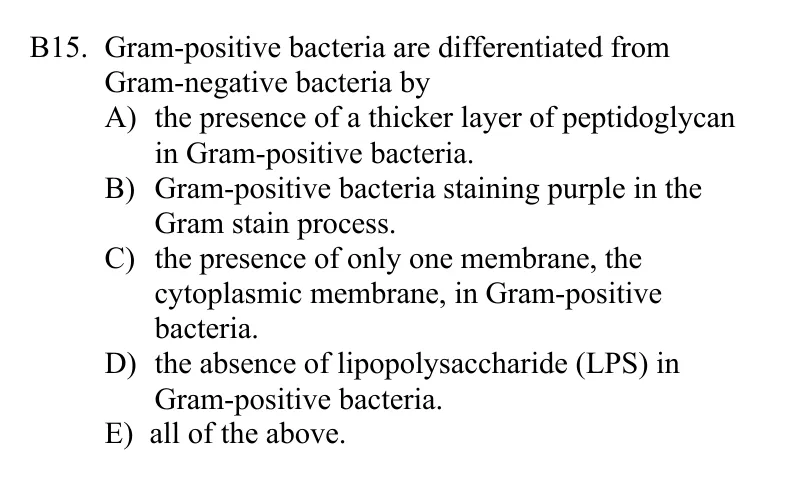 B15. Gram-positive bacteria are differentiated from
Gram-negative bacteria by
A) the presence of a thicker layer of peptidoglycan
in Gram-positive bacteria.
B) Gram-positive bacteria staining purple in the
Gram stain process.
C) the presence of only one membrane, the
cytoplasmic membrane, in Gram-positive
bacteria.
D) the absence of lipopolysaccharide (LPS) in
Gram-positive bacteria.
E) all of the above.